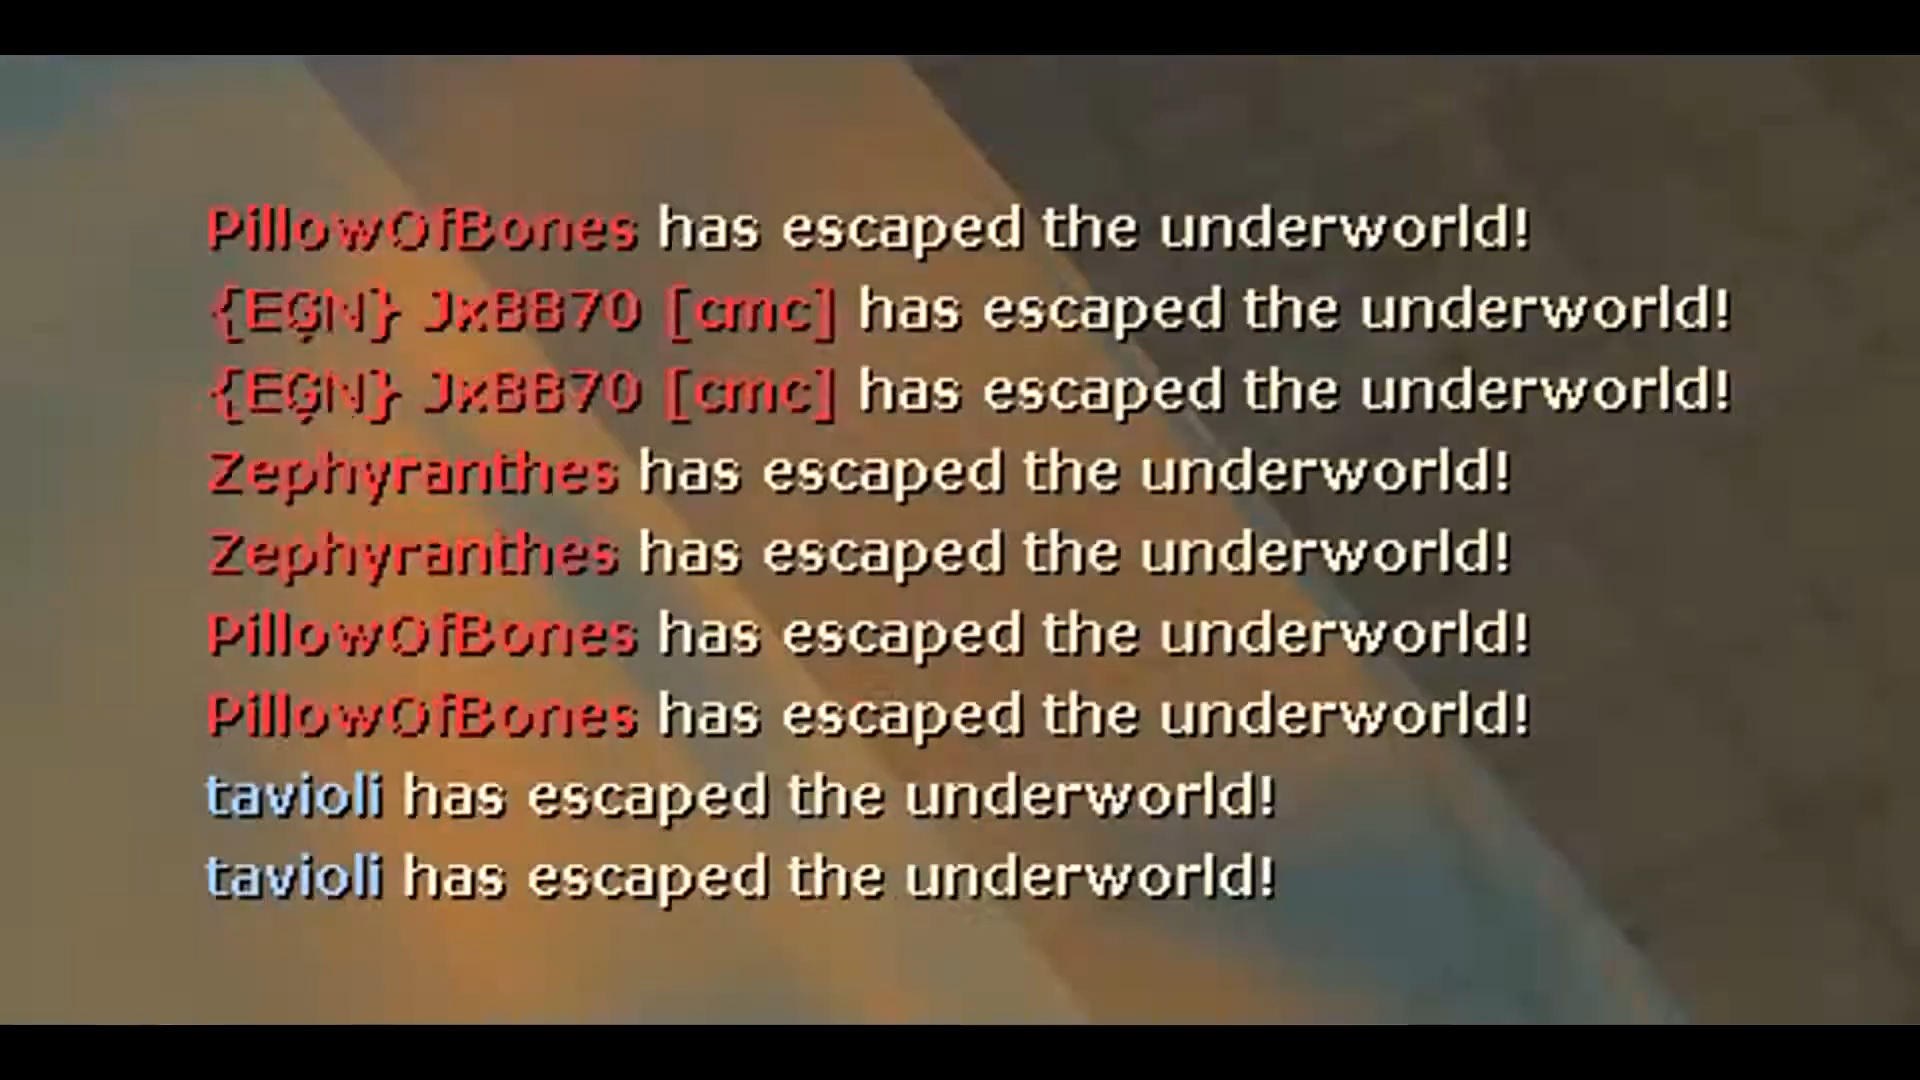 PillowOfBones has escaped the underworld!
{EGN} JxBB70 [cmc] has escaped the underworld!
{EGN} JxBB70 [cmc] has escaped the underworld!
Zephyranthes has escaped the underworld!
Zephyranthes has escaped the underworld!
PillowOfBones has escaped the underworld!
PillowOfBones has escaped the underworld!
tavioli has escaped the underworld!
tavioli has escaped the underworld!